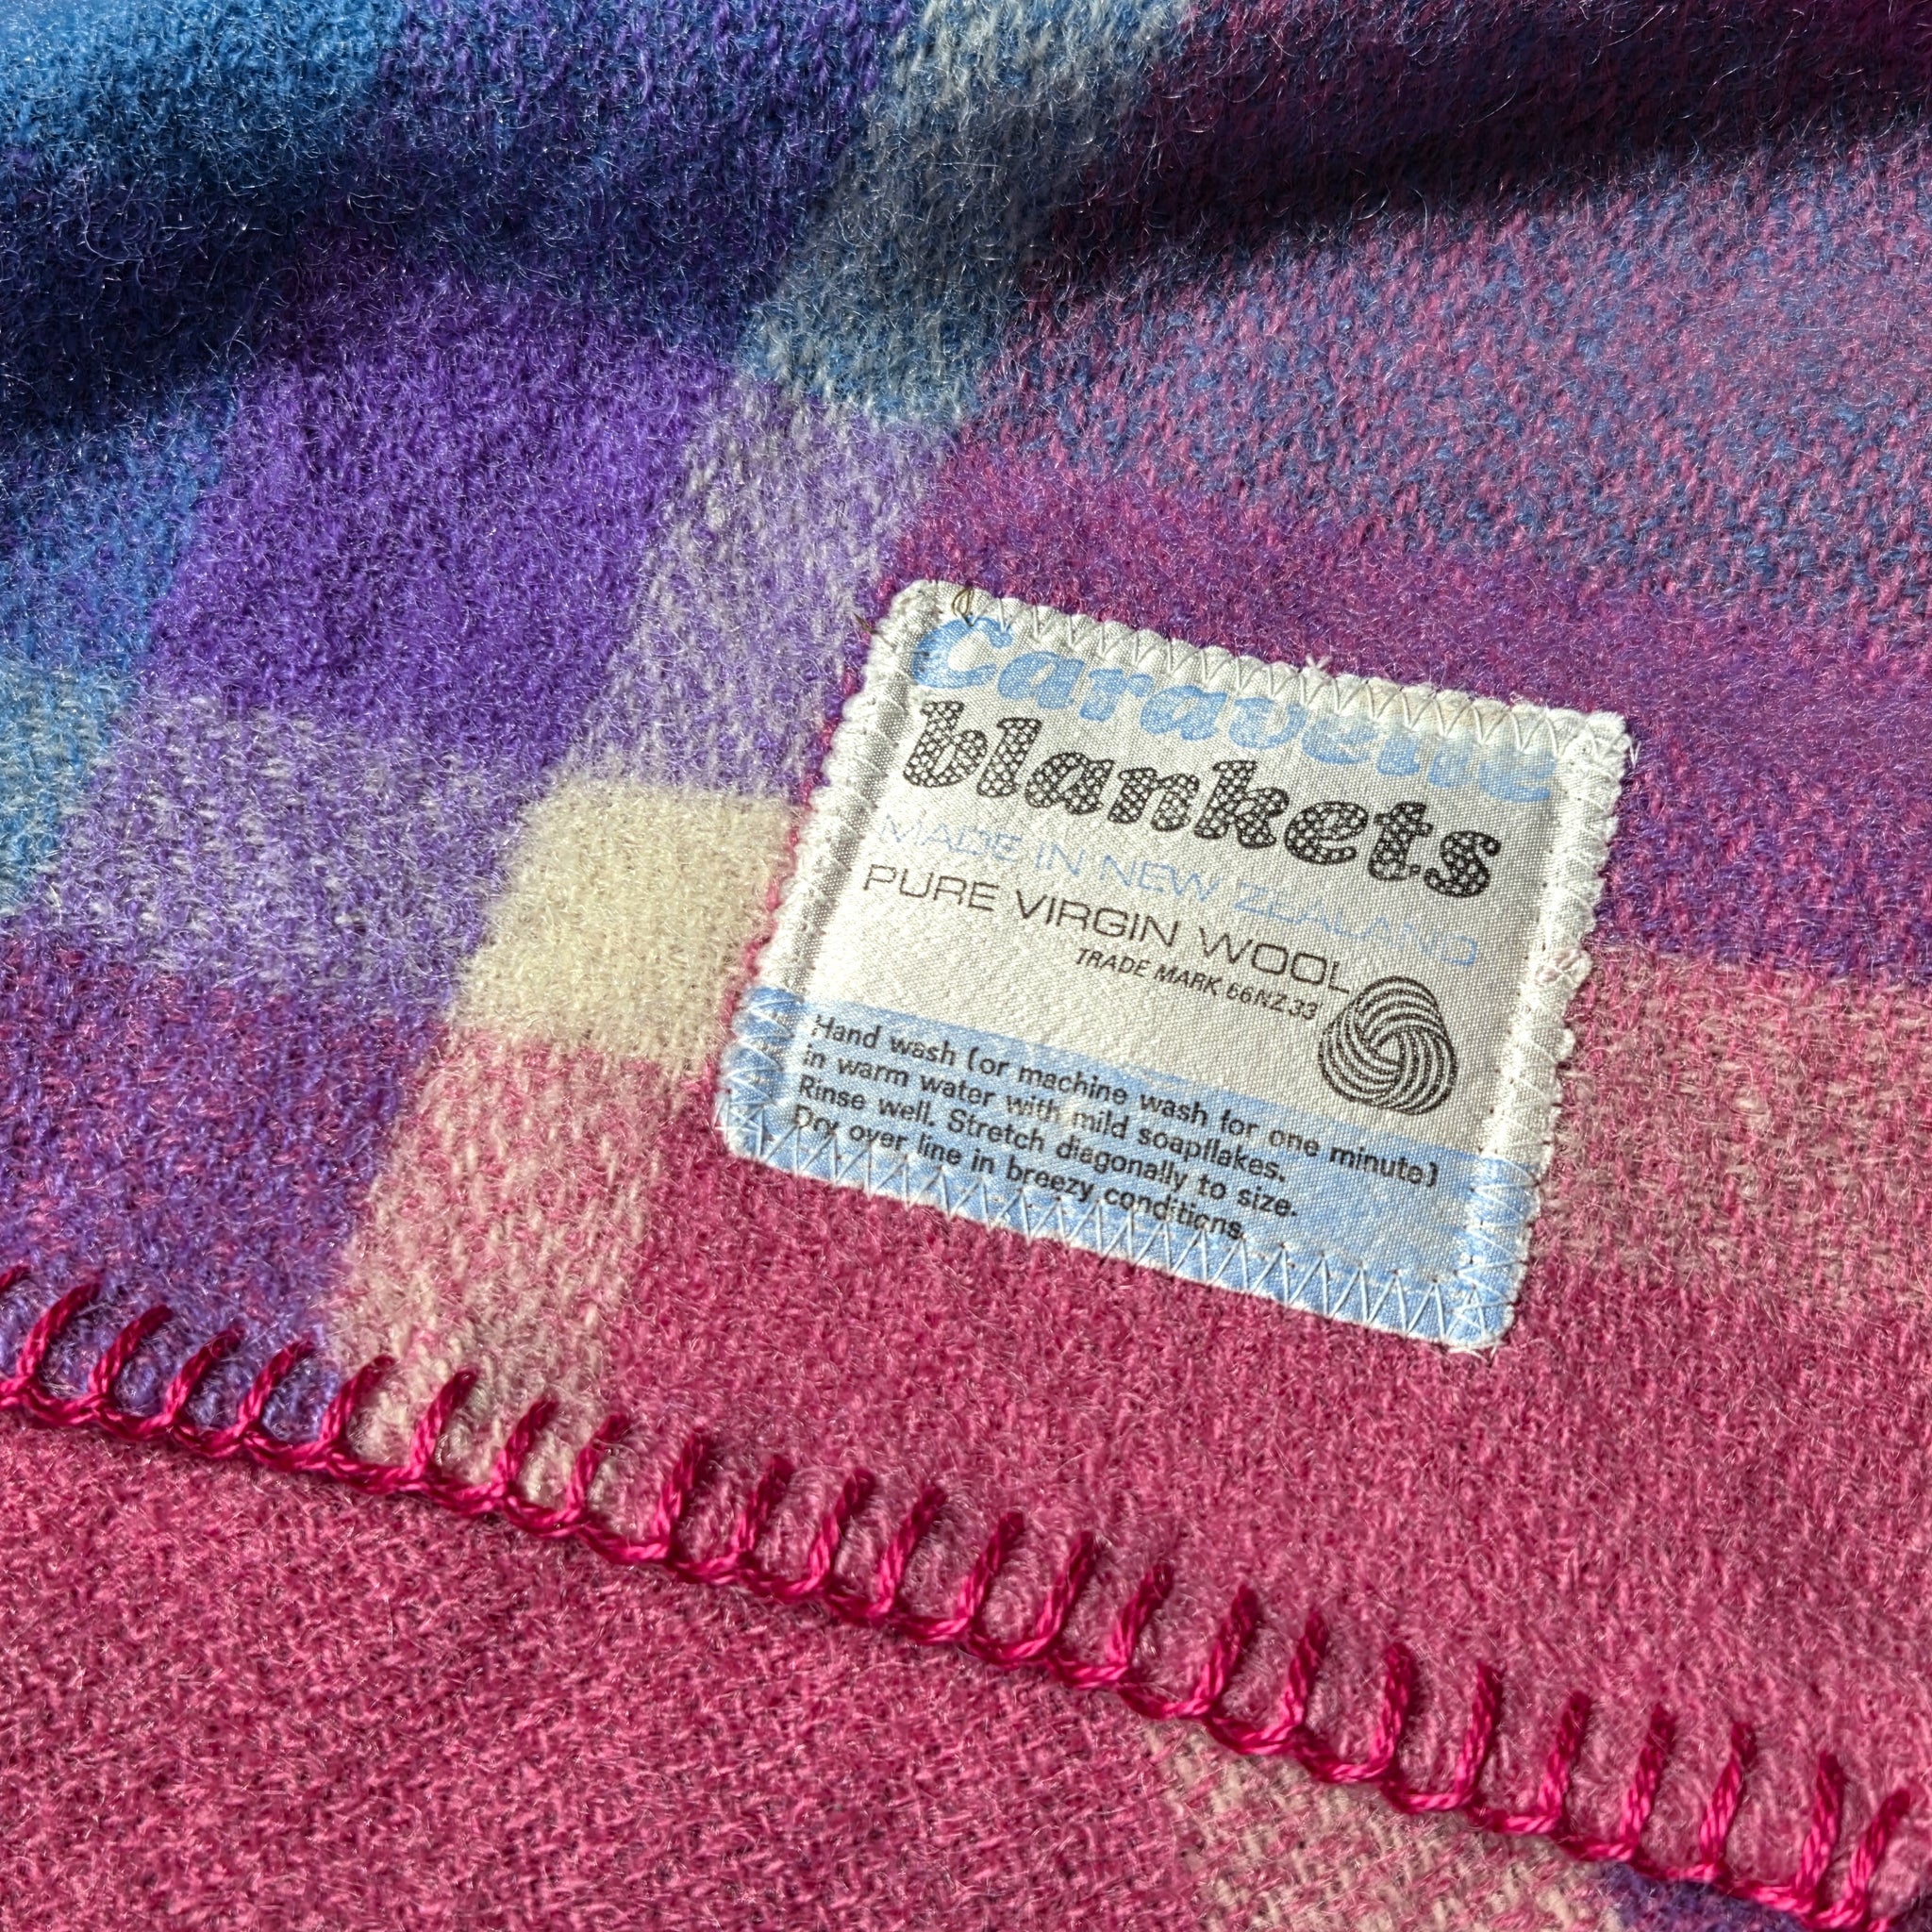 Caravelle
blankets
MADE IN NEW ZEALAND
PURE VIRGIN WOOL
TRADE MARK 66NZ33
Hand wash (or machine wash for one minute)
in warm water with mild soapflakes.
Rinse well. Stretch diagonally to size.
Dry over line in breezy conditions.